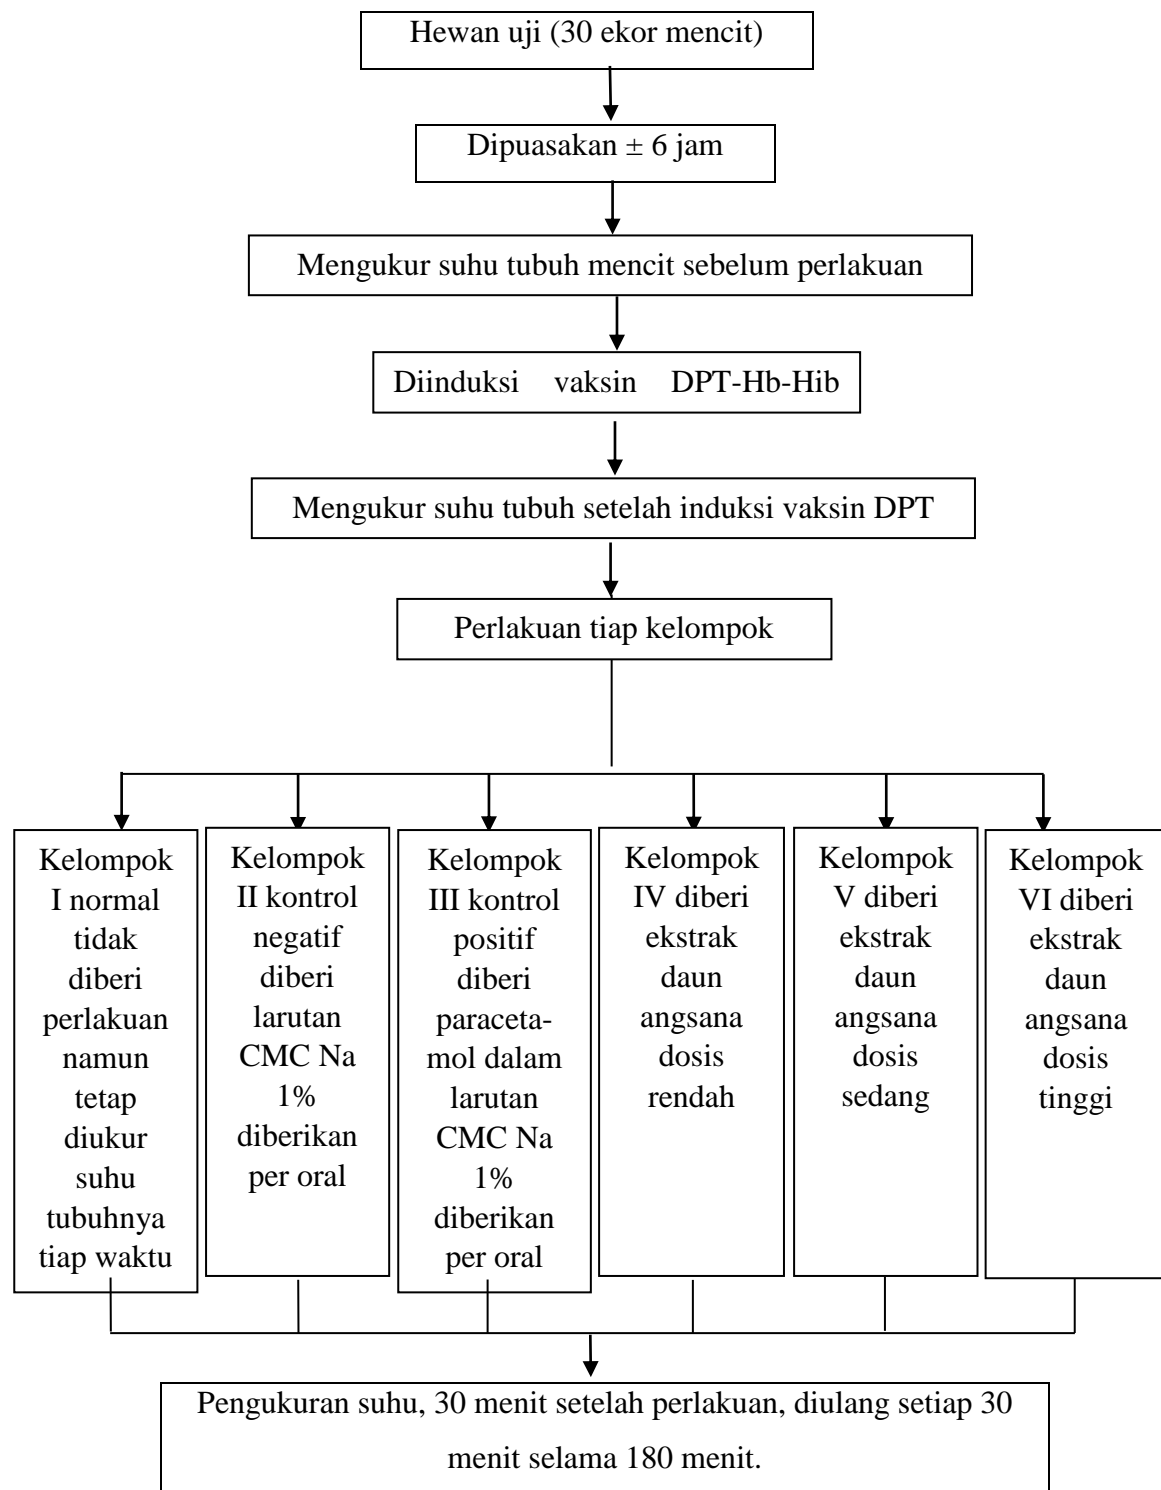 Hewan uji (30 ekor mencit)
Dipuasakan ± 6 jam
Mengukur suhu tubuh mencit sebelum perlakuan
Diinduksi vaksin DPT-Hb-Hib
Mengukur suhu tubuh setelah induksi vaksin DPT
Perlakuan tiap kelompok
Kelompok
I normal
tidak
diberi
perlakuan
namun
tetap
diukur
suhu
tubuhnya
tiap waktu
Kelompok
II kontrol
negatif
diberi
larutan
CMC Na
1%
diberikan
per oral
Kelompok
III kontrol
positif
diberi
paraceta-
mol dalam
larutan
CMC Na
1%
diberikan
per oral
Kelompok
IV diberi
ekstrak
daun
angsana
dosis
rendah
Kelompok
V diberi
ekstrak
daun
angsana
dosis
sedang
Kelompok
VI diberi
ekstrak
daun
angsana
dosis
tinggi
Pengukuran suhu, 30 menit setelah perlakuan, diulang setiap 30
menit selama 180 menit.